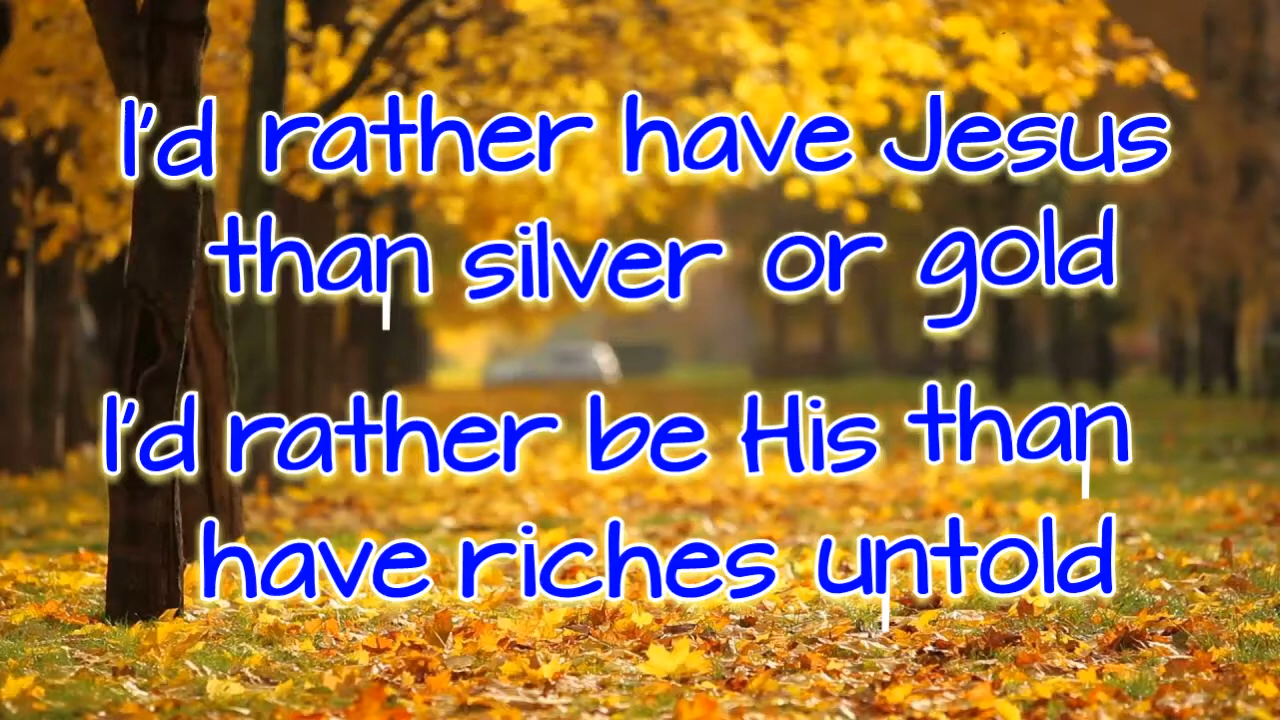 I'd rather have Jesus
than silver or gold
I'd rather be His than
have riches untold